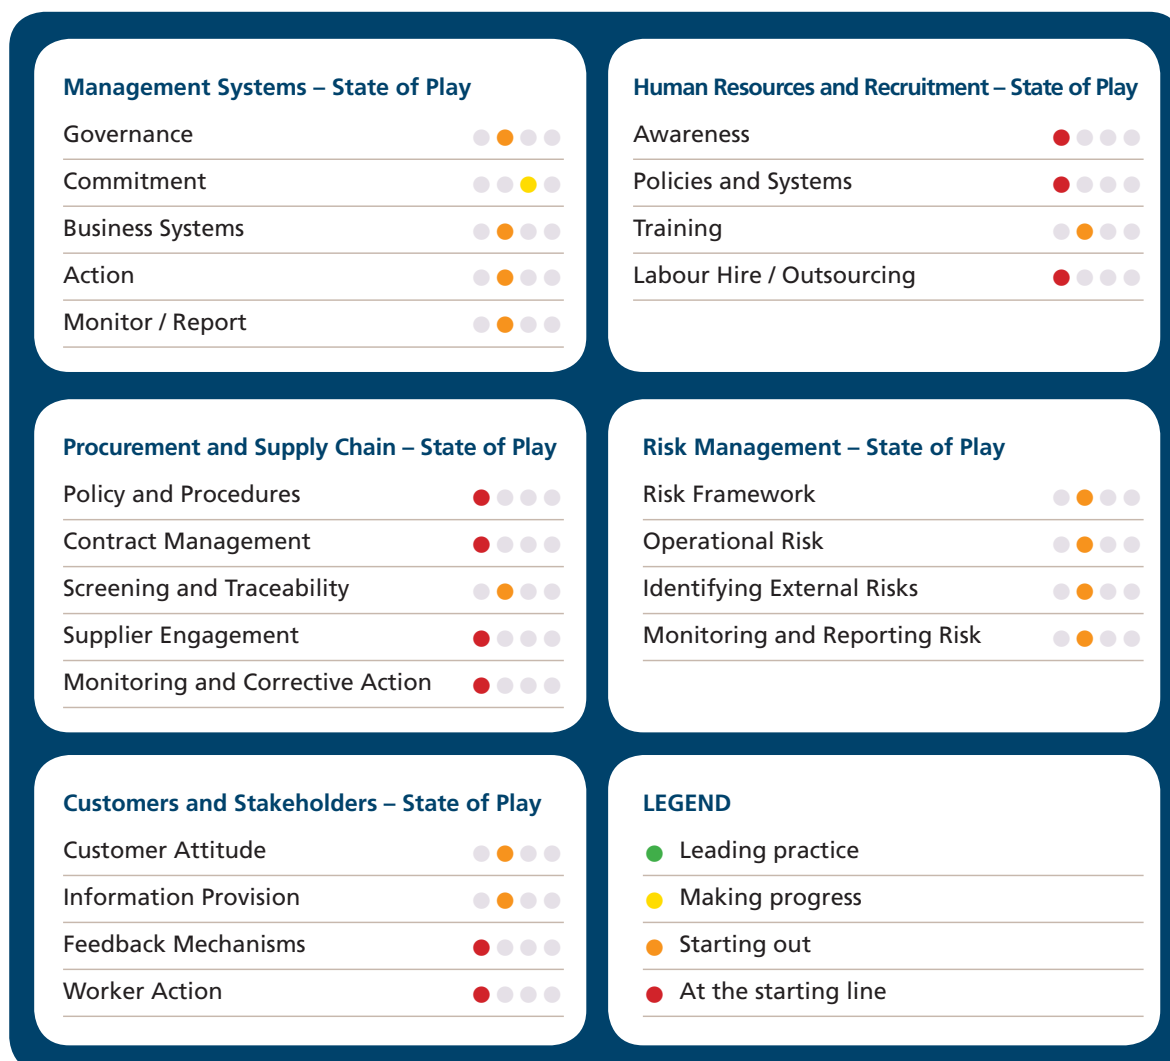 Management Systems – State of Play
Governance
Commitment
Business Systems
Action
Monitor / Report
Human Resources and Recruitment – State of Play
Awareness
Policies and Systems
Training
Labour Hire / Outsourcing
Procurement and Supply Chain – State of Play
Policy and Procedures
Contract Management
Screening and Traceability
Supplier Engagement
Monitoring and Corrective Action
Risk Management – State of Play
Risk Framework
Operational Risk
Identifying External Risks
Monitoring and Reporting Risk
Customers and Stakeholders – State of Play
Customer Attitude
Information Provision
Feedback Mechanisms
Worker Action
LEGEND
Leading practice
Making progress
Starting out
At the starting line